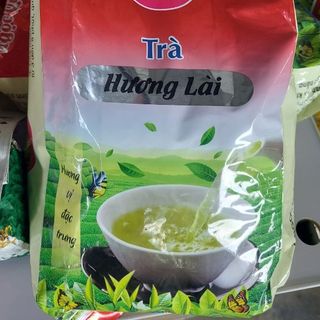 Trà
Hương Lài
Hương
vị
đặc
trưng